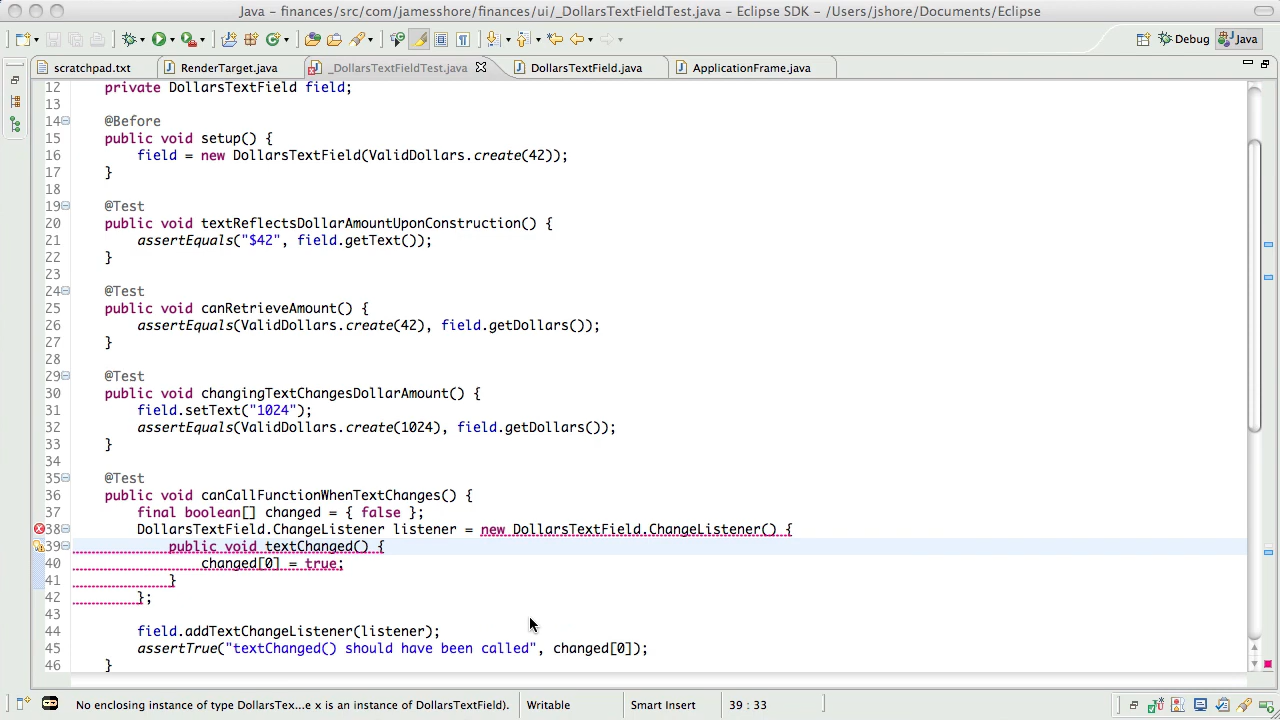 Java – finances/src/com/jamesshore/finances/ui/_DollarsTextFieldTest.java – Eclipse SDK – /Users/jshore/Documents/Eclipse
Debug Java
scratchpad.txt RenderTarget.java _DollarsTextFieldTest.java DollarsTextField.java ApplicationFrame.java
12 private DollarsTextField field;
13
14 @Before
15 public void setup() {
16 field = new DollarsTextField(ValidDollars.create(42));
17 }
18
19 @Test
20 public void textReflectsDollarAmountUponConstruction() {
21 assertEquals("$42", field.getText());
22 }
23
24 @Test
25 public void canRetrieveAmount() {
26 assertEquals(ValidDollars.create(42), field.getDollars());
27 }
28
29 @Test
30 public void changingTextChangesDollarAmount() {
31 field.setText("1024");
32 assertEquals(ValidDollars.create(1024), field.getDollars());
33 }
34
35 @Test
36 public void canCallFunctionWhenTextChanges() {
37 final boolean[] changed = { false };
38 DollarsTextField.ChangeListener listener = new DollarsTextField.ChangeListener() {
39 public void textChanged() {
40 changed[0] = true;
41 }
42 };
43
44 field.addTextChangeListener(listener);
45 assertTrue("textChanged() should have been called", changed[0]);
46 }
No enclosing instance of type DollarsTex...e x is an instance of DollarsTextField). Writable Smart Insert 39 : 33